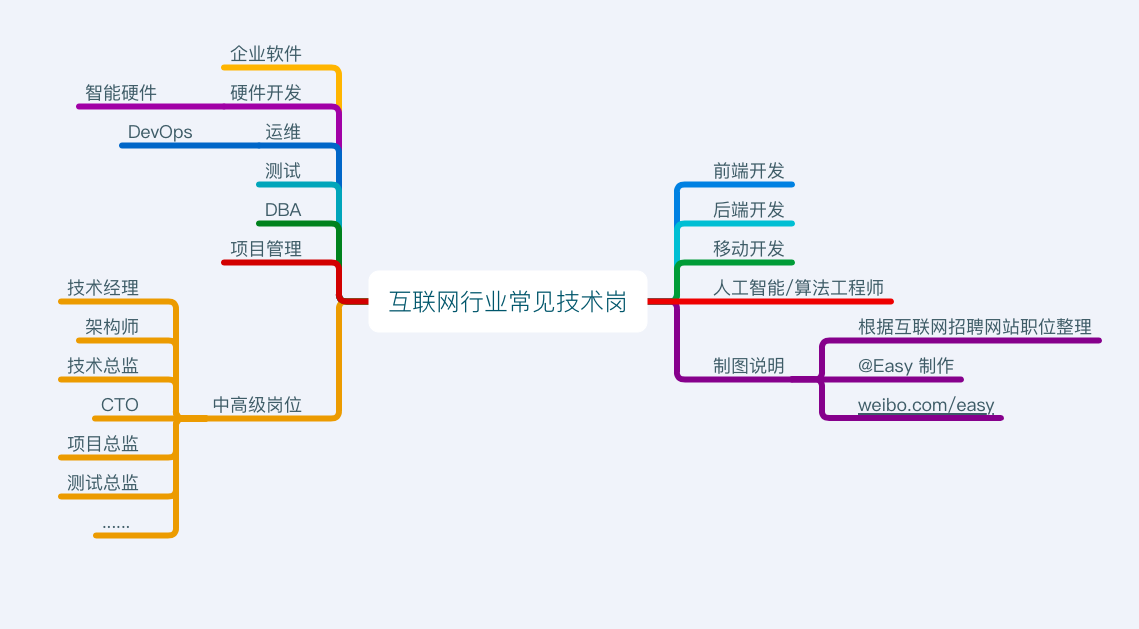 互联网行业常见技术岗
前端开发
后端开发
移动开发
人工智能/算法工程师
制图说明
根据互联网招聘网站职位整理
@Easy 制作
weibo.com/easy
企业软件
硬件开发
智能硬件
运维
DevOps
测试
DBA
项目管理
中高级岗位
技术经理
架构师
技术总监
CTO
项目总监
测试总监
......